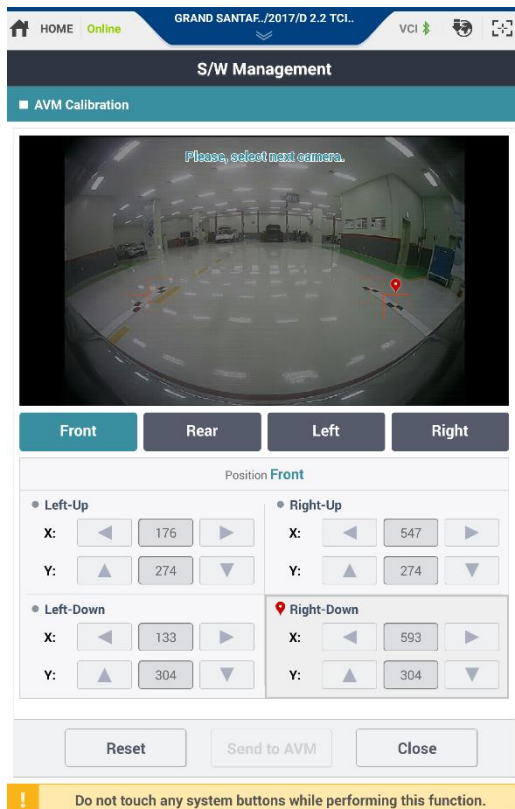 HOME Online GRAND SANTAF../2017/D 2.2 TCI.. VCI
S/W Management
AVM Calibration
Please, select next camera.
Front Rear Left Right
Position Front
Left-Up
X: 176
Y: 274
Right-Up
X: 547
Y: 274
Left-Down
X: 133
Y: 304
Right-Down
X: 593
Y: 304
Reset Send to AVM Close
! Do not touch any system buttons while performing this function.